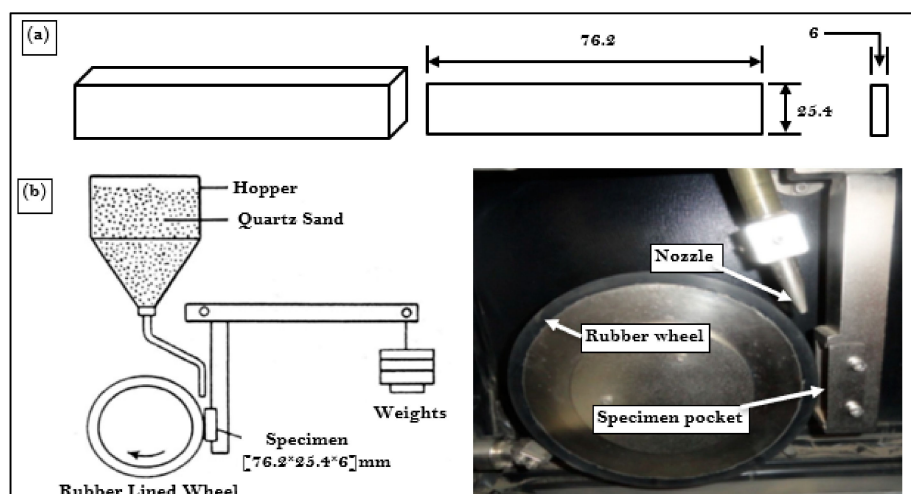 (a)
76.2
6
25.4
(b)
Hopper
Quartz Sand
Weights
Specimen
[76.2*25.4*6]mm
Rubber Lined Wheel
Nozzle
Rubber wheel
Specimen pocket